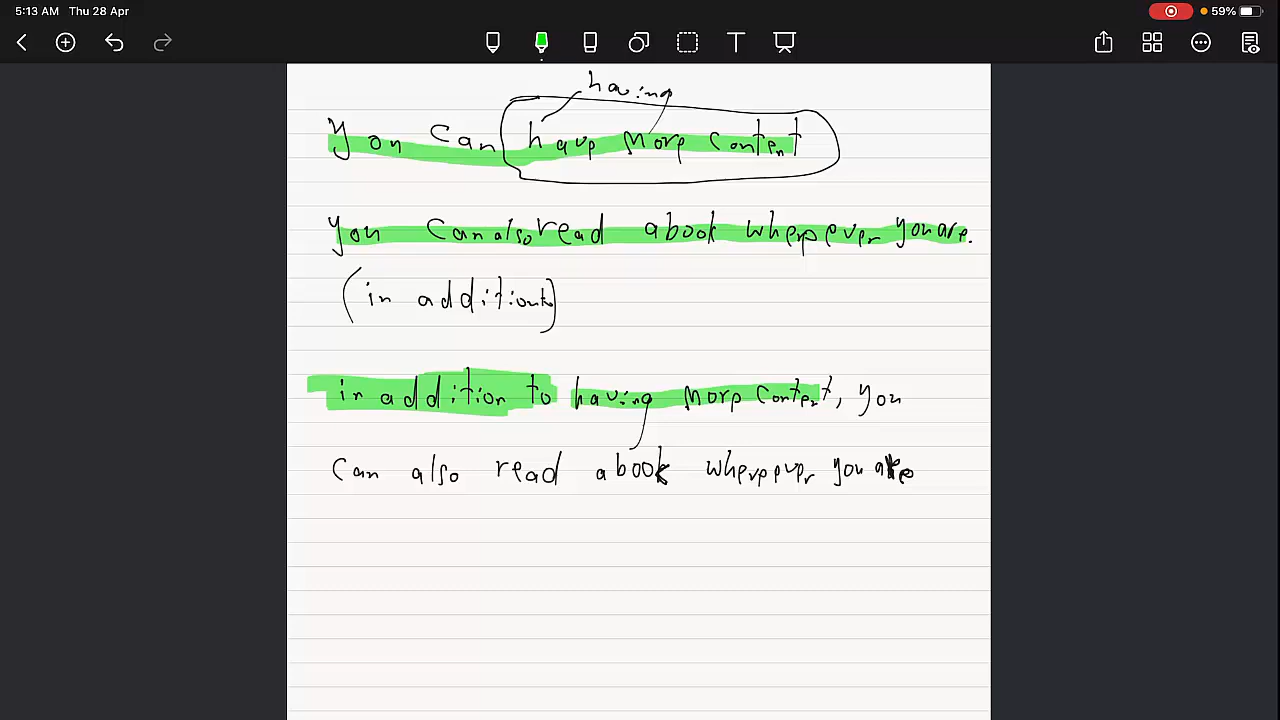 5:13 AM Thu 28 Apr 59%
having
You can have more content
you can also read a book wherever you are.
(in addition to)
in addition to having more content, you
can also read a book wherever you are